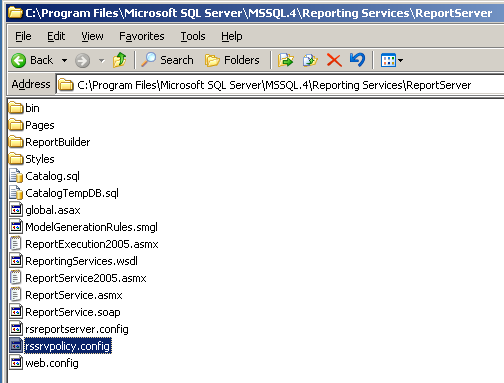 C:\Program Files\Microsoft SQL Server\MSSQL.4\Reporting Services\ReportServer
File Edit View Favorites Tools Help
Back Search Folders
Address C:\Program Files\Microsoft SQL Server\MSSQL.4\Reporting Services\ReportServer
bin
Pages
ReportBuilder
Styles
Catalog.sql
CatalogTempDB.sql
global.asax
ModelGenerationRules.smgl
ReportExecution2005.asmx
ReportingServices.wsdl
ReportService2005.asmx
ReportService.asmx
ReportService.soap
rsreportserver.config
rssrvpolicy.config
web.config